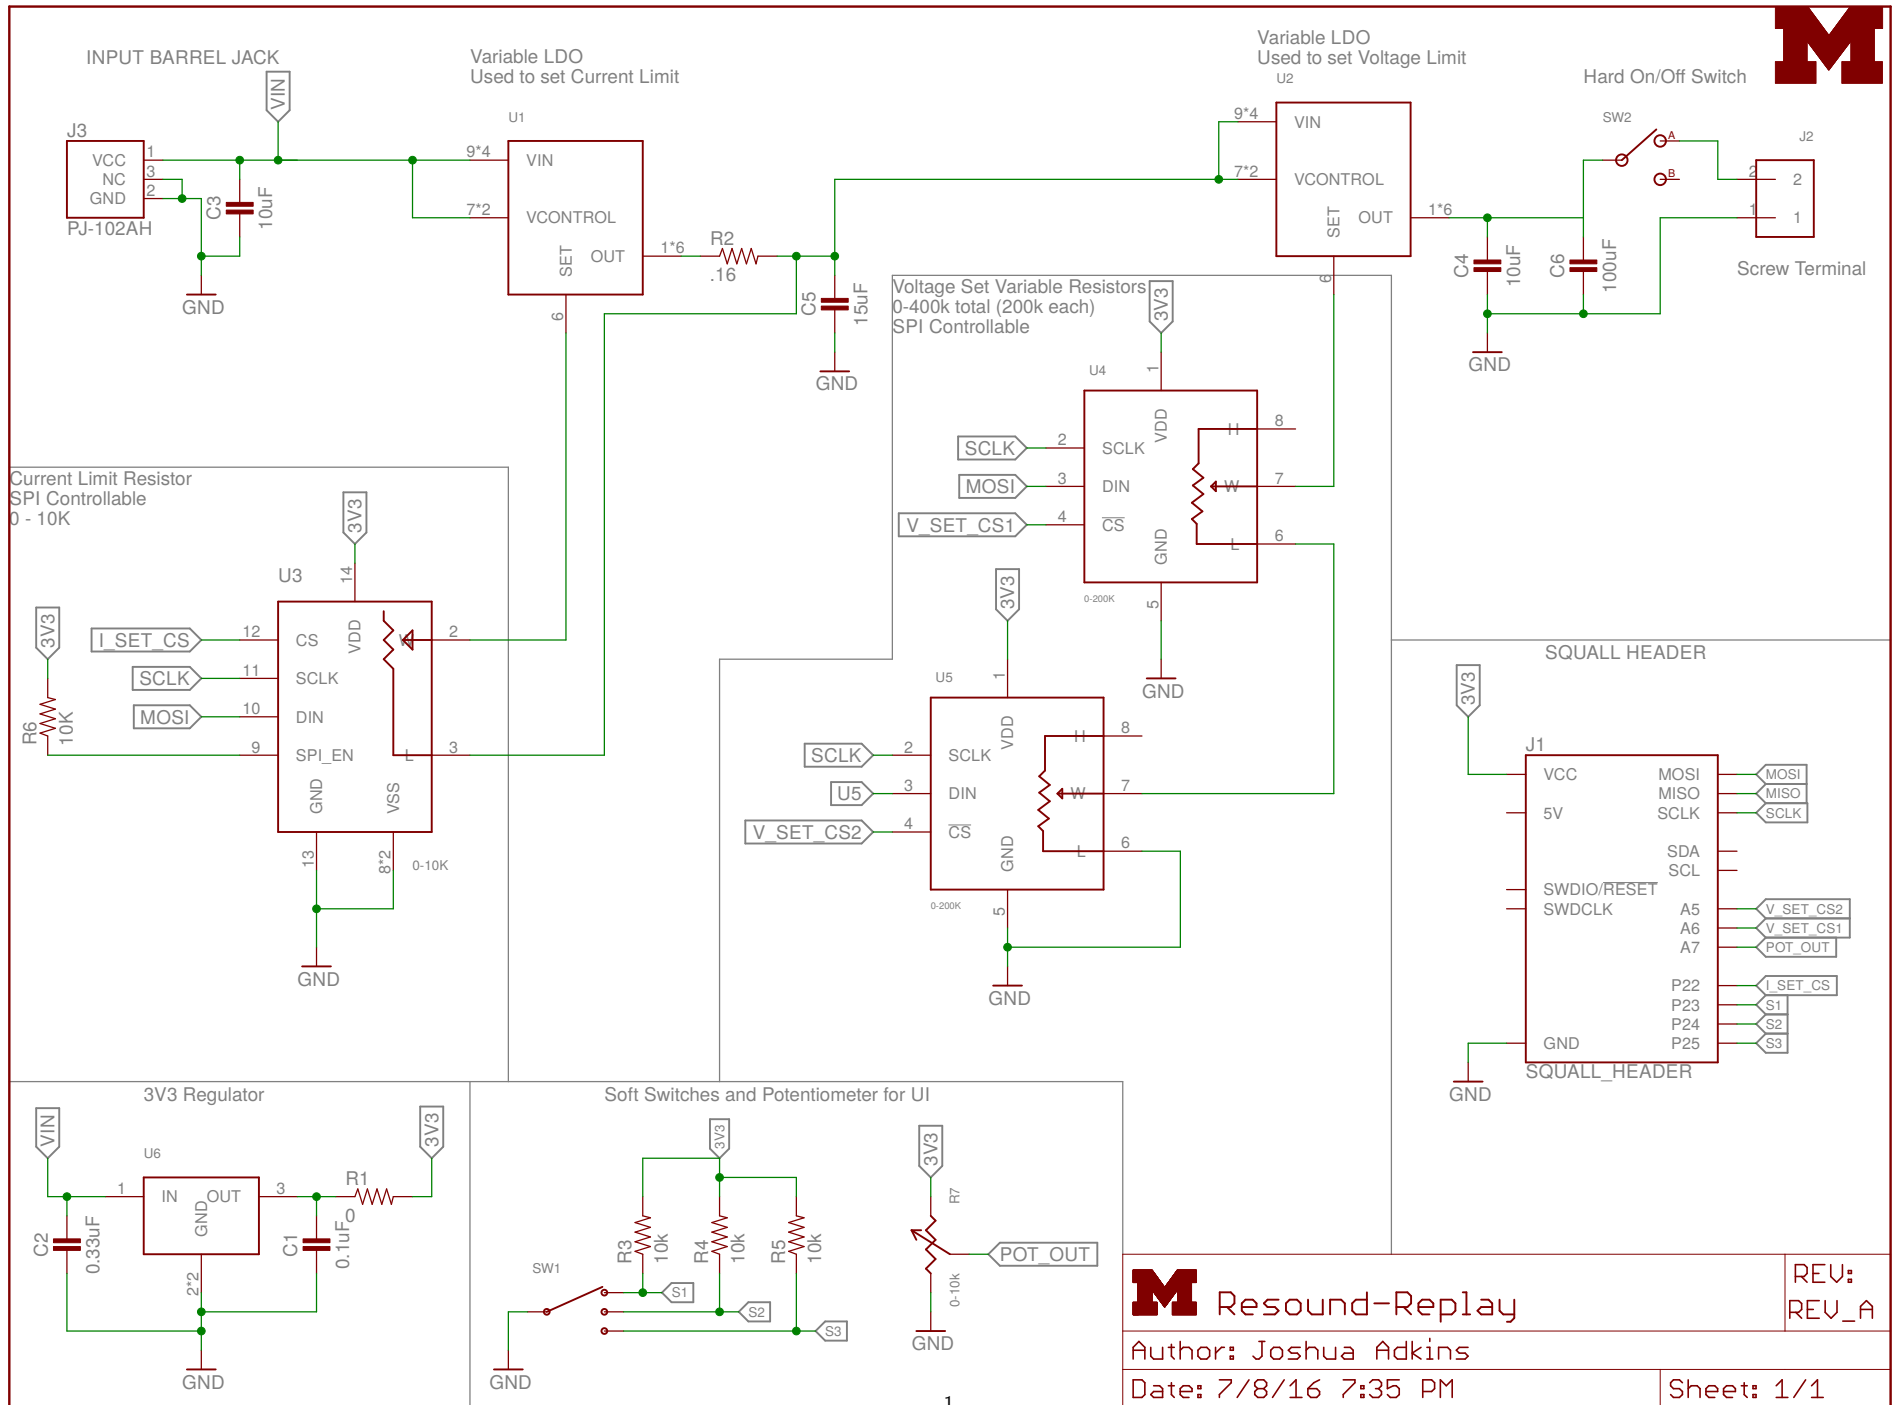 INPUT BARREL JACK
VIN
J3
VCC
NC
GND
1
3
2
PJ-102AH
C3
10uF
GND
Variable LDO
Used to set Current Limit
U1
9*4
7*2
VIN
VCONTROL
SET
OUT
6
1*6
R2
.16
C5
15uF
GND
Variable LDO
Used to set Voltage Limit
U2
9*4
7*2
VIN
VCONTROL
SET
OUT
6
1*6
C4
10uF
C6
100uF
GND
Hard On/Off Switch
SW2
A
B
J2
2
1
2
1
Screw Terminal
M
Voltage Set Variable Resistors
0-400k total (200k each)
SPI Controllable
3V3
U4
1
SCLK
MOSI
V_SET_CS1
2
3
4
SCLK
DIN
CS
VDD
GND
H
W
L
8
7
6
5
0-200K
GND
3V3
U5
1
SCLK
U5
V_SET_CS2
2
3
4
SCLK
DIN
CS
VDD
GND
H
W
L
8
7
6
5
0-200K
GND
Current Limit Resistor
SPI Controllable
0 - 10K
3V3
U3
14
3V3
R6
10K
I_SET_CS
SCLK
MOSI
12
11
10
9
CS
SCLK
DIN
SPI_EN
VDD
GND
VSS
W
L
2
3
13
8*2
0-10K
GND
SQUALL HEADER
3V3
J1
VCC
5V
SWDIO/RESET
SWDCLK
GND
MOSI
MISO
SCLK
SDA
SCL
A5
A6
A7
P22
P23
P24
P25
MOSI
MISO
SCLK
V_SET_CS2
V_SET_CS1
POT_OUT
I_SET_CS
S1
S2
S3
SQUALL_HEADER
GND
3V3 Regulator
VIN
U6
1
IN
OUT
GND
3
2*2
R1
0
3V3
C2
0.33uF
C1
0.1uF
GND
Soft Switches and Potentiometer for UI
3V3
R3
10k
R4
10k
R5
10k
SW1
S1
S2
S3
GND
3V3
R7
0-10k
POT_OUT
GND
1
M
Resound-Replay
REV:
REV_A
Author: Joshua Adkins
Date: 7/8/16 7:35 PM
Sheet: 1/1